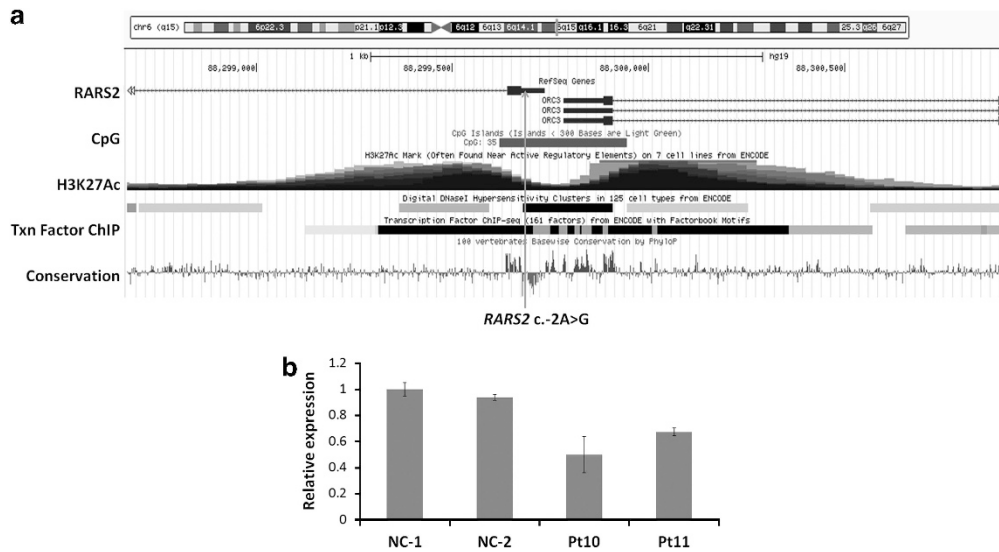 a
chr6 (q15) 6p22.3 p21.1 p12.3 6q12 6q13 6q14.1 6q15 q16.1 16.3 6q21 q22.31 25.3 6q27
1 kb hg19
88,299,000 88,299,500 88,300,000 88,300,500
RefSeq Genes
RARS2
ORC3
ORC3
ORC3
CpG Islands (Islands < 300 Bases are Light Green)
CpG
CpG: 35
H3K27Ac Mark (Often Found Near Active Regulatory Elements) on 7 cell lines from ENCODE
H3K27Ac
Digital DNaseI Hypersensitivity Clusters in 125 cell types from ENCODE
Transcription Factor ChIP-seq (161 factors) from ENCODE with Factorbook Motifs
Txn Factor ChIP
100 vertebrates Basewise Conservation by PhyloP
Conservation
RARS2 c.-2A>G
b
Relative expression
1.2
1
0.8
0.6
0.4
0.2
0
NC-1 NC-2 Pt10 Pt11